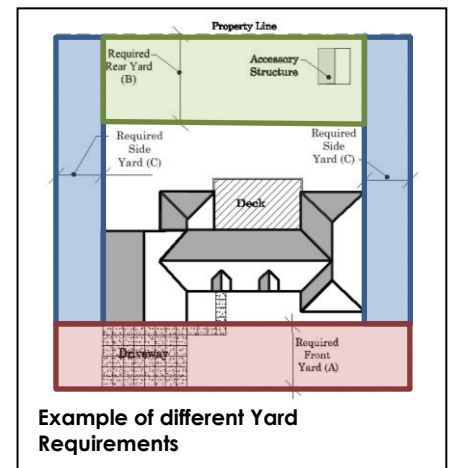 Property Line
Required
Rear Yard
(B)
Accessory
Structure
Required
Side
Yard (C)
Required
Side
Yard (C)
Deck
Driveway
Required
Front
Yard (A)
Example of different Yard
Requirements